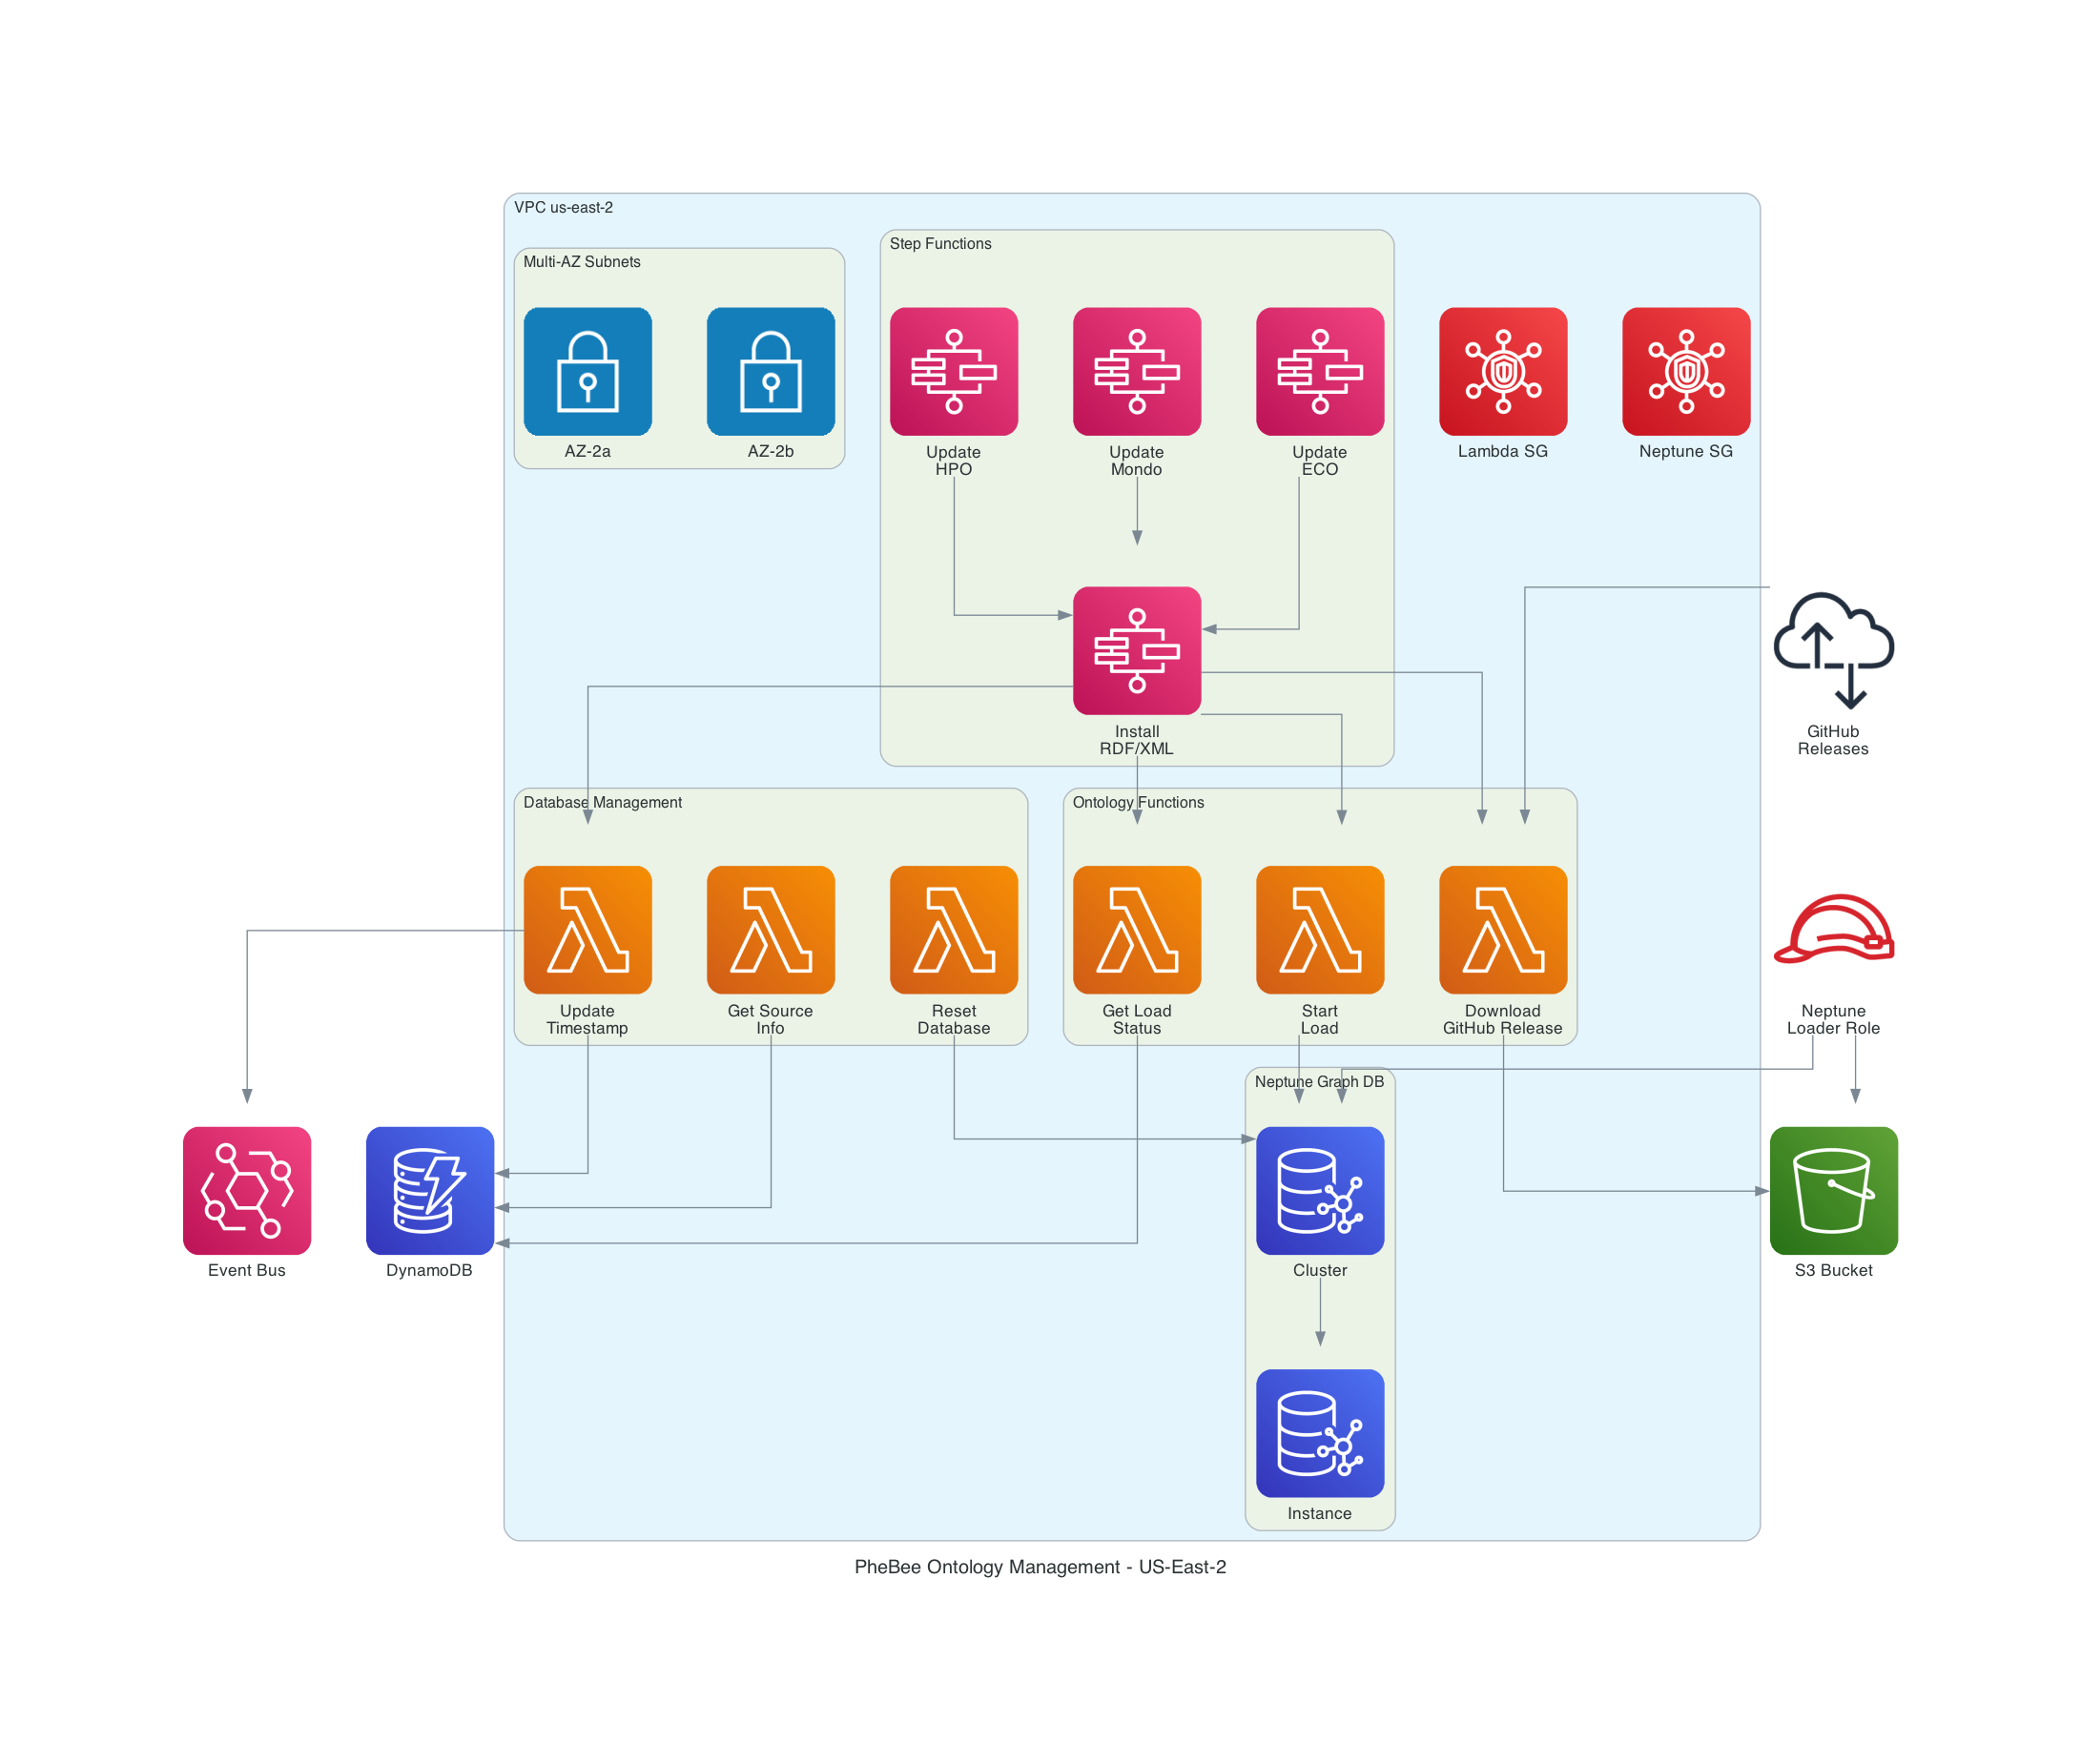 VPC us-east-2
Multi-AZ Subnets
AZ-2a
AZ-2b
Step Functions
Update
HPO
Update
Mondo
Update
ECO
Lambda SG
Neptune SG
Install
RDF/XML
GitHub
Releases
Database Management
Update
Timestamp
Get Source
Info
Reset
Database
Ontology Functions
Get Load
Status
Start
Load
Download
GitHub Release
Neptune
Loader Role
Neptune Graph DB
Event Bus
DynamoDB
Cluster
S3 Bucket
Instance
PheBee Ontology Management - US-East-2